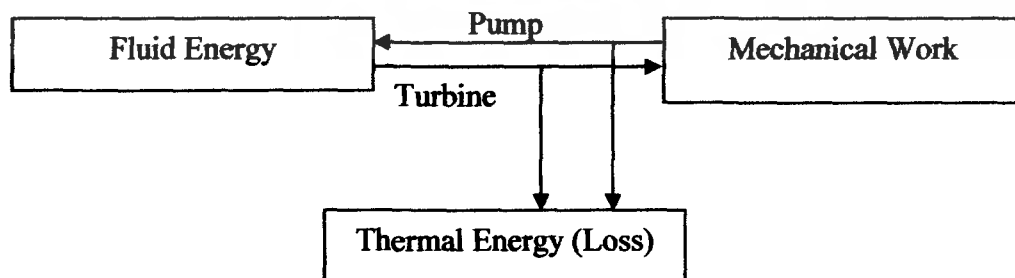 Fluid Energy
Pump
Mechanical Work
Turbine
Thermal Energy (Loss)